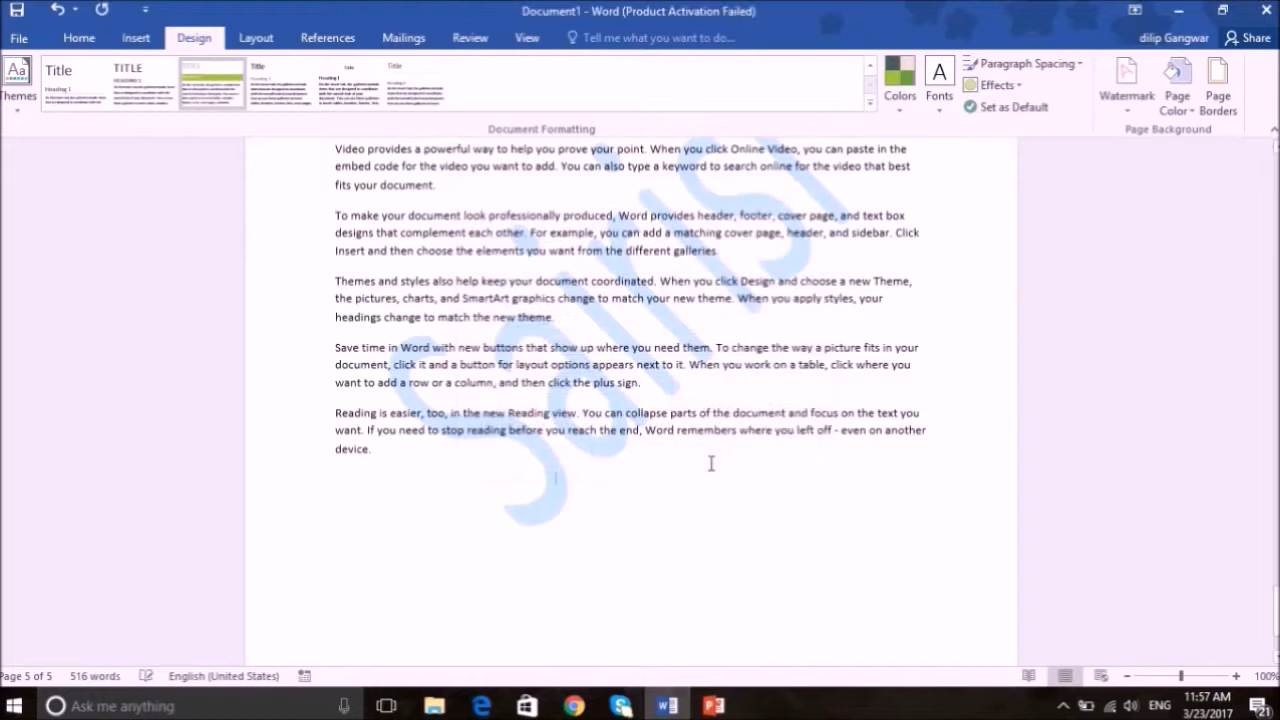 Document1 - Word (Product Activation Failed)
File Home Insert Design Layout References Mailings Review View Tell me what you want to do... dilip Gangwar Share
Themes
Title
Heading 1
TITLE
HEADING 1
TITLE
Title
Heading 1
Title
Heading 1
Title
Heading 1
Colors
Fonts
Paragraph Spacing
Effects
Set as Default
Watermark
Page Color
Page Borders
Document Formatting
Page Background
Video provides a powerful way to help you prove your point. When you click Online Video, you can paste in the
embed code for the video you want to add. You can also type a keyword to search online for the video that best
fits your document.
To make your document look professionally produced, Word provides header, footer, cover page, and text box
designs that complement each other. For example, you can add a matching cover page, header, and sidebar. Click
Insert and then choose the elements you want from the different galleries.
Themes and styles also help keep your document coordinated. When you click Design and choose a new Theme,
the pictures, charts, and SmartArt graphics change to match your new theme. When you apply styles, your
headings change to match the new theme.
Save time in Word with new buttons that show up where you need them. To change the way a picture fits in your
document, click it and a button for layout options appears next to it. When you work on a table, click where you
want to add a row or a column, and then click the plus sign.
Reading is easier, too, in the new Reading view. You can collapse parts of the document and focus on the text you
want. If you need to stop reading before you reach the end, Word remembers where you left off - even on another
device.
Page 5 of 5 516 words English (United States) 100%
Ask me anything
ENG
11:57 AM
3/23/2017
21